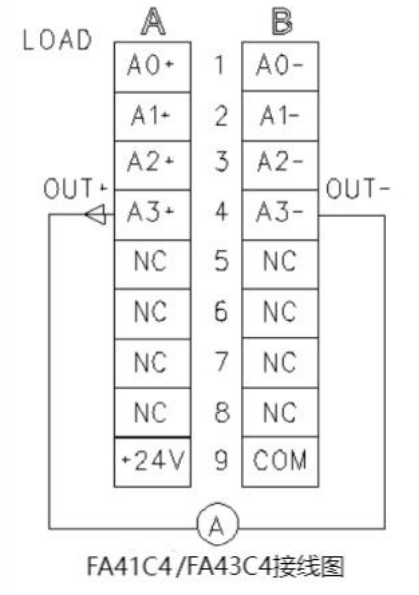 A B
LOAD
A0+ 1 A0-
A1+ 2 A1-
A2+ 3 A2-
OUT+ OUT-
A3+ 4 A3-
NC 5 NC
NC 6 NC
NC 7 NC
NC 8 NC
+24V 9 COM
A
FA41C4/FA43C4接线图